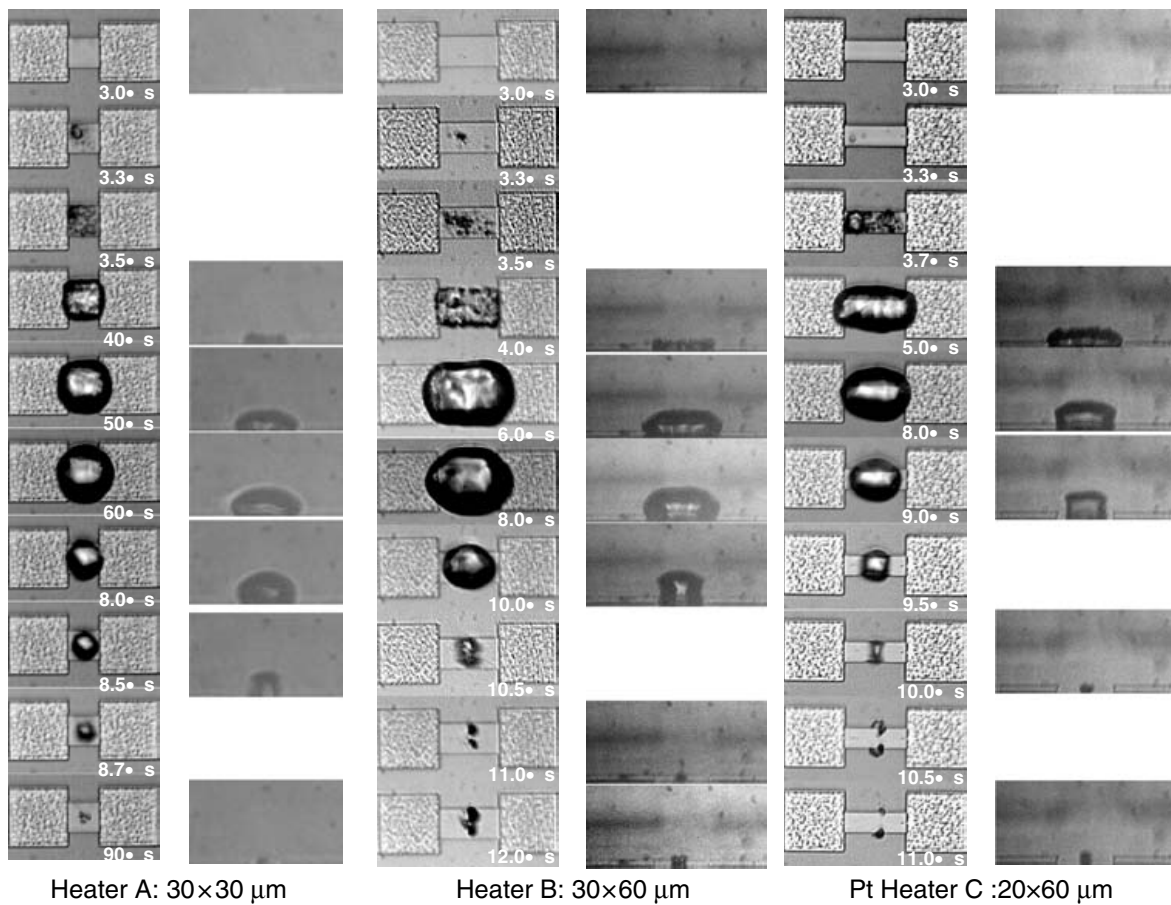 3.0• s
3.3• s
3.5• s
40• s
50• s
60• s
8.0• s
8.5• s
8.7• s
90• s
Heater A: 30×30 μm
3.0• s
3.3• s
3.5• s
4.0• s
6.0• s
8.0• s
10.0• s
10.5• s
11.0• s
12.0• s
Heater B: 30×60 μm
3.0• s
3.3• s
3.7• s
5.0• s
8.0• s
9.0• s
9.5• s
10.0• s
10.5• s
11.0• s
Pt Heater C :20×60 μm